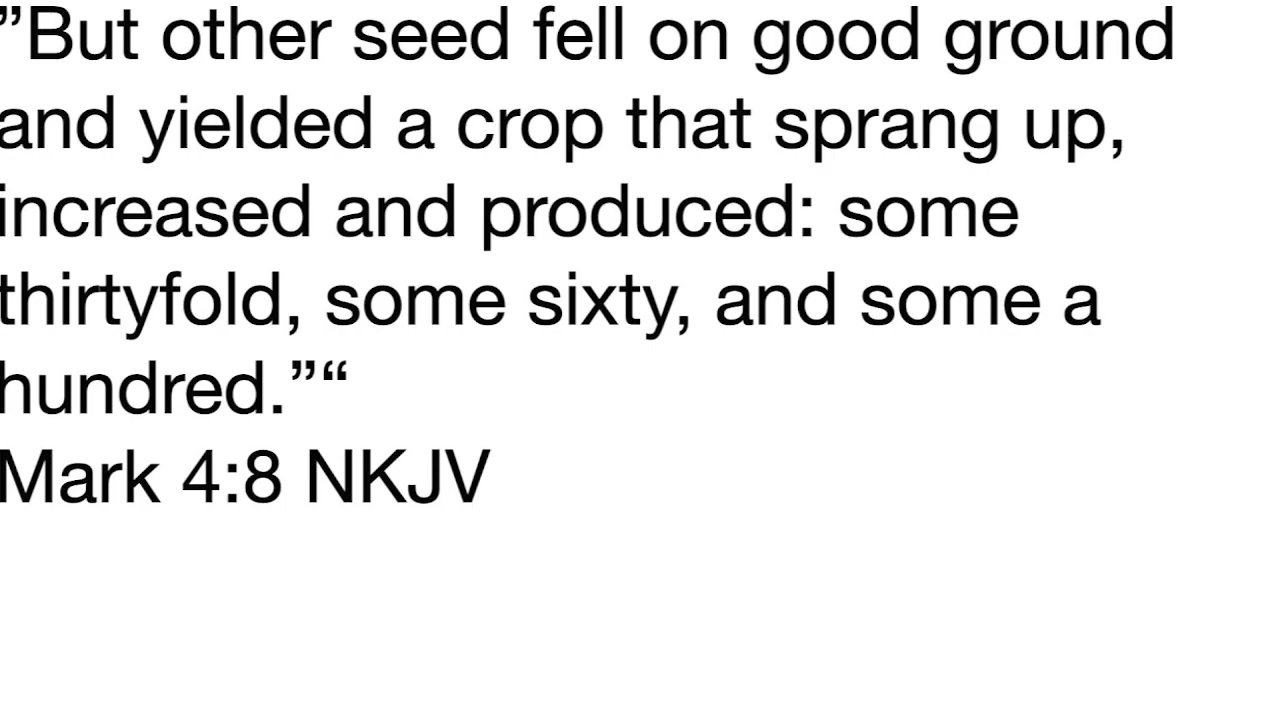 ”But other seed fell on good ground
and yielded a crop that sprang up,
increased and produced: some
thirtyfold, some sixty, and some a
hundred.”“
Mark 4:8 NKJV